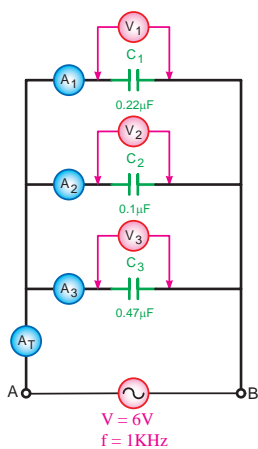 V1
C1
A1
0.22μF
V2
C2
A2
0.1μF
V3
C3
A3
0.47μF
AT
A
B
V = 6V
f = 1KHz